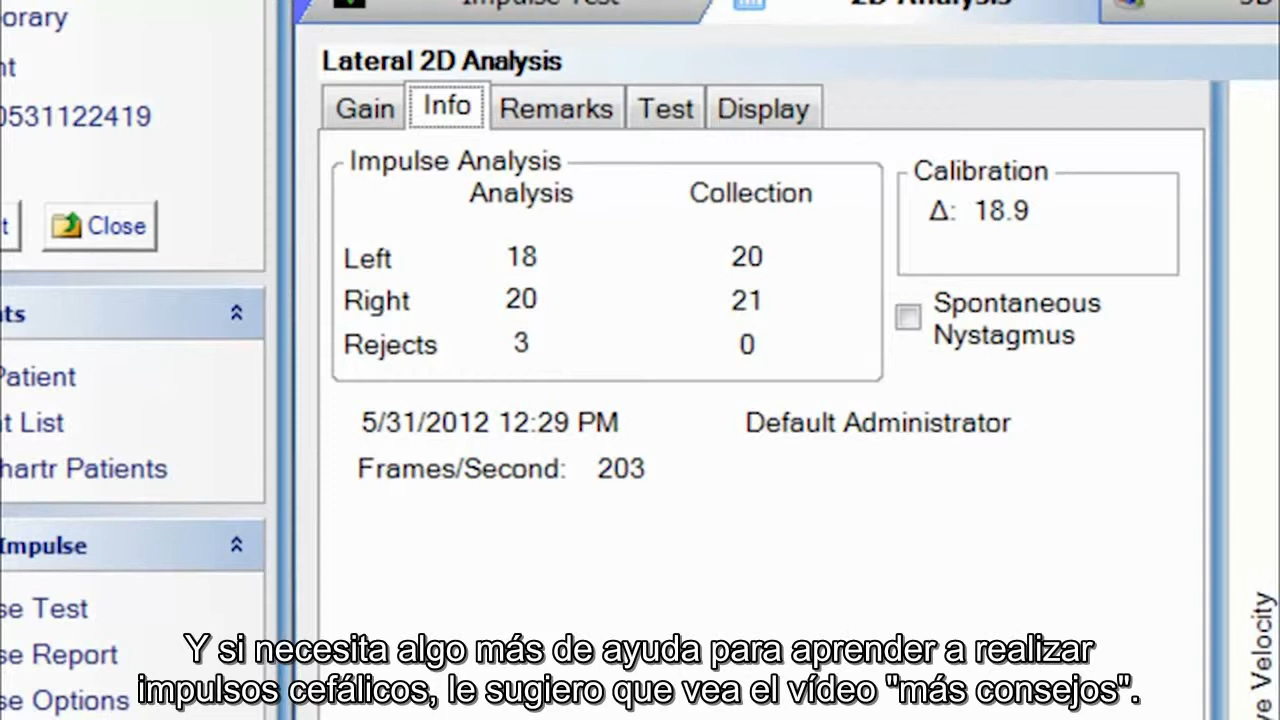 Impulse Test
2D Analysis
3D
orary
nt
0531122419
t
Close
nts
Patient
nt List
hartr Patients
Impulse
se Test
se Report
se Options
Lateral 2D Analysis
Gain
Info
Remarks
Test
Display
Impulse Analysis
Analysis Collection
Left 18 20
Right 20 21
Rejects 3 0
Calibration
Δ: 18.9
Spontaneous
Nystagmus
5/31/2012 12:29 PM Default Administrator
Frames/Second: 203
ve Velocity
Y si necesita algo más de ayuda para aprender a realizar
impulsos cefálicos, le sugiero que vea el vídeo "más consejos".